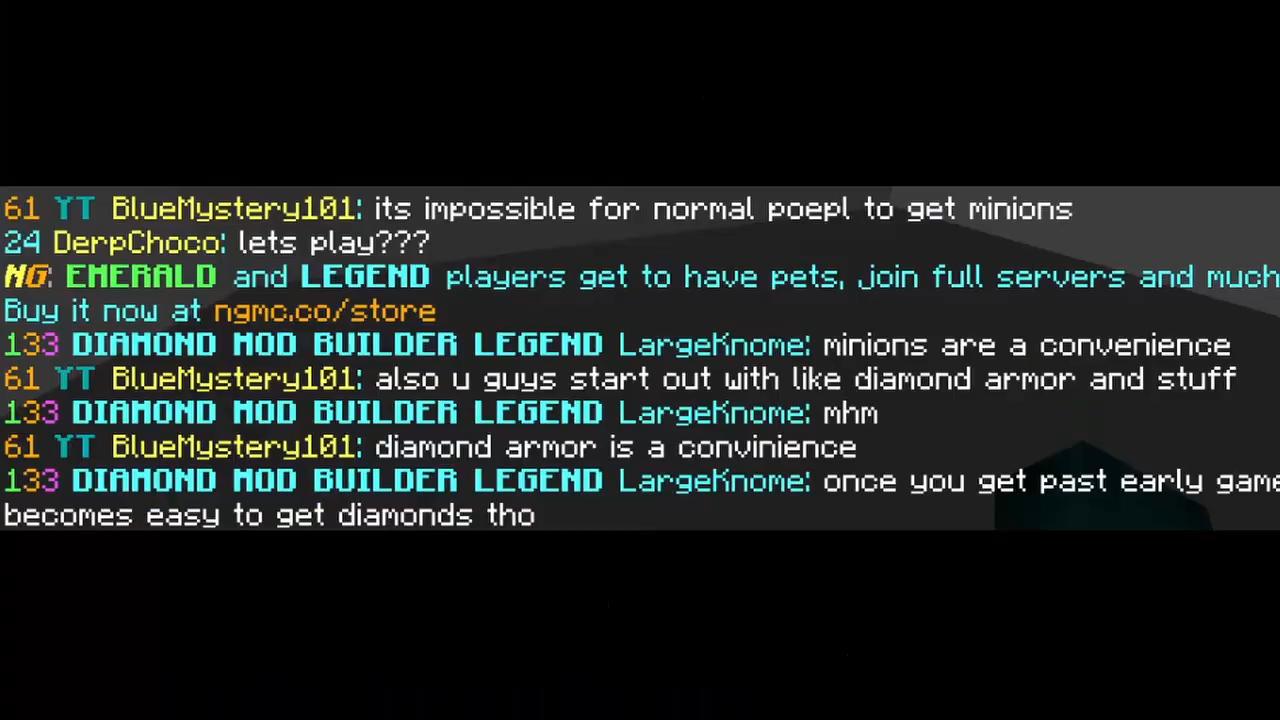 61 YT BlueMystery101: its impossible for normal poepl to get minions
24 DerpChoco: lets play???
NG: EMERALD and LEGEND players get to have pets, join full servers and much
Buy it now at ngmc.co/store
133 DIAMOND MOD BUILDER LEGEND LargeKnome: minions are a convenience
61 YT BlueMystery101: also u guys start out with like diamond armor and stuff
133 DIAMOND MOD BUILDER LEGEND LargeKnome: mhm
61 YT BlueMystery101: diamond armor is a convinience
133 DIAMOND MOD BUILDER LEGEND LargeKnome: once you get past early game
becomes easy to get diamonds tho